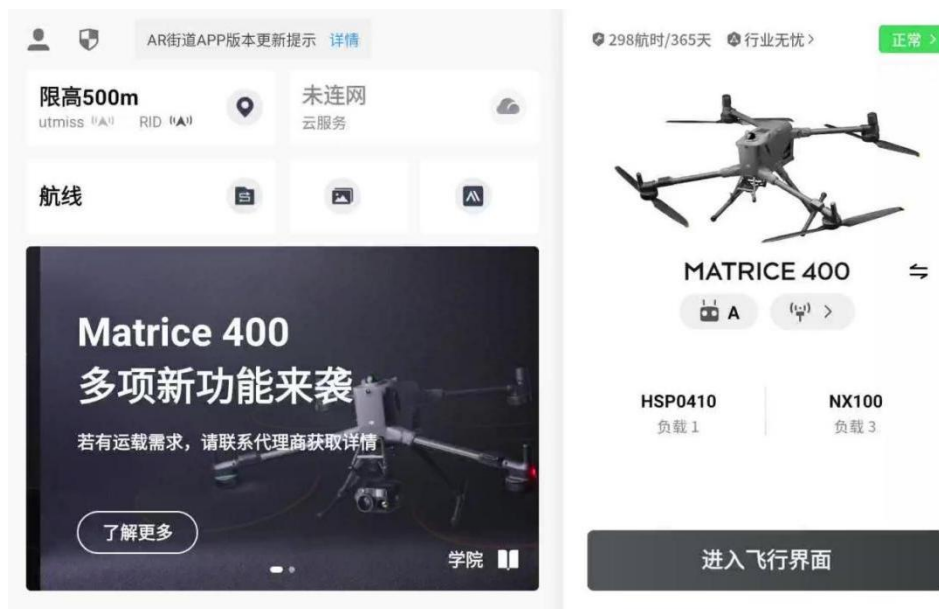 AR街道APP版本更新提示 详情
限高500m
utmiss RID
未连网
云服务
航线
Matrice 400
多项新功能来袭
若有运载需求，请联系代理商获取详情
了解更多
学院
298航时/365天 行业无忧>
正常 >
MATRICE 400
A
HSP0410
负载 1
NX100
负载 3
进入飞行界面